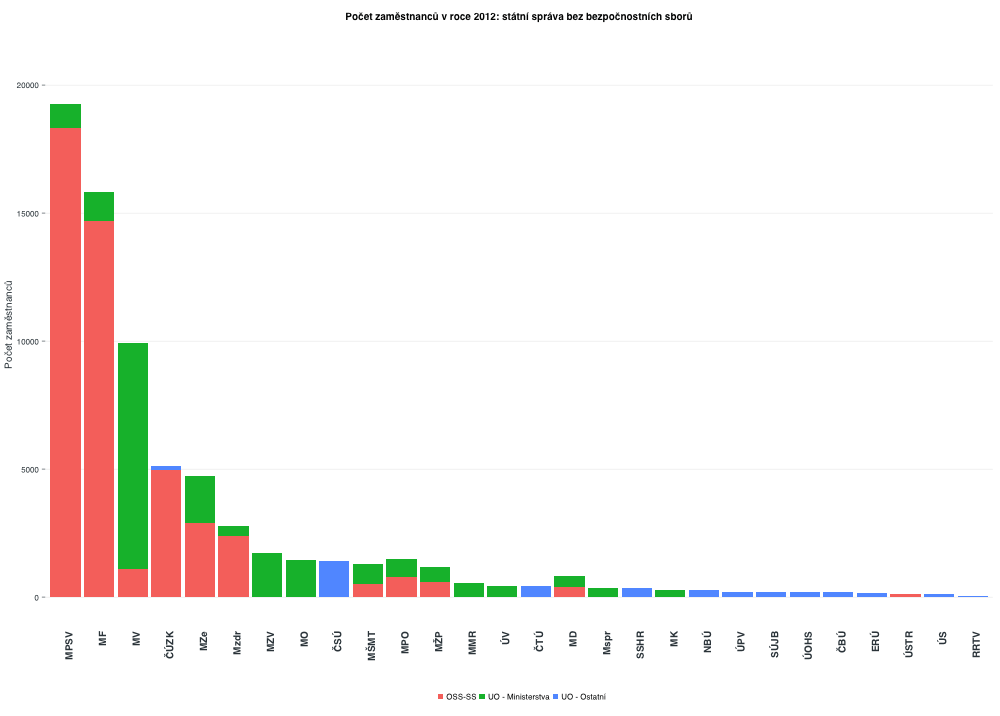 Počet zaměstnanců v roce 2012: státní správa bez bezpočnostních sborů
Počet zaměstnanců
20000
15000
10000
5000
0
MPSV
MF
MV
ČÚZK
MZe
Mzdr
MZV
MO
ČSÚ
MŠMT
MPO
MŽP
MMR
ÚV
ČTÚ
MD
Mspr
SSHR
MK
NBÚ
ÚPV
SÚJB
ÚOHS
ČBÚ
ERÚ
ÚSTR
ÚS
RRTV
OSS-SS UO - Ministerstva UO - Ostatní